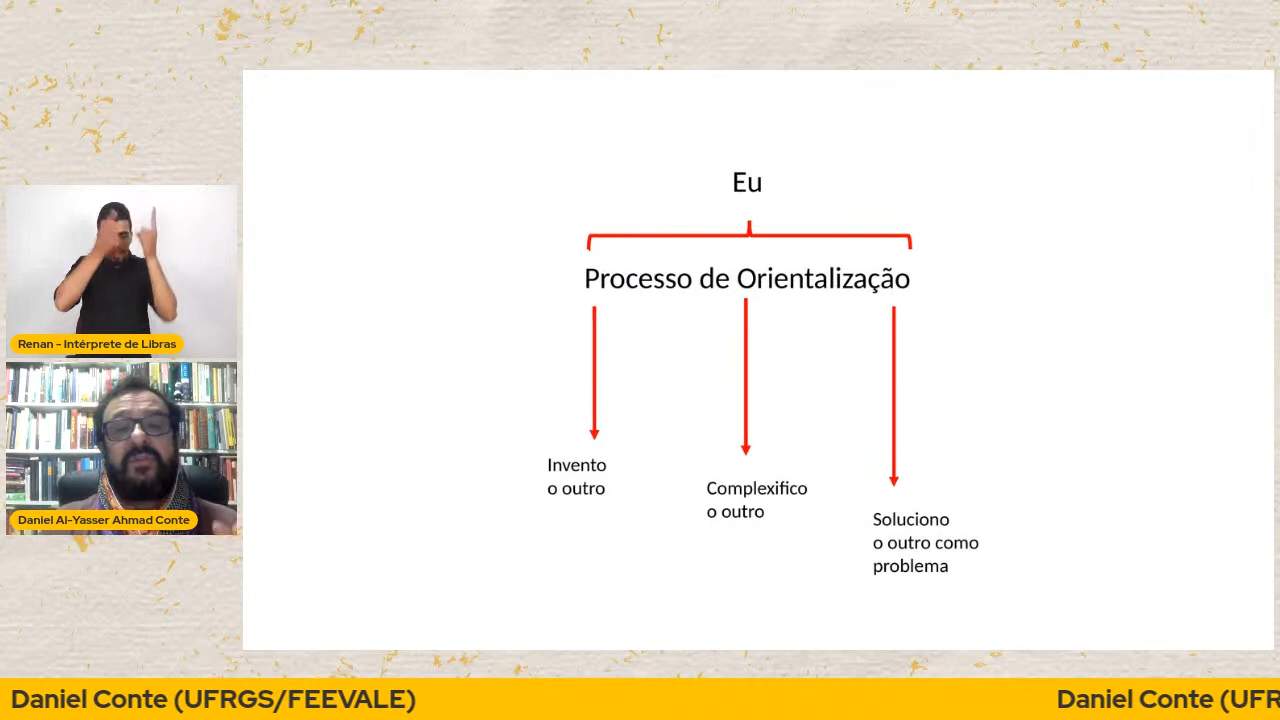 Eu
Processo de Orientalização
Invento
o outro
Complexifico
o outro
Soluciono
o outro como
problema
Renan - Intérprete de Libras
Daniel Al-Yasser Ahmad Conte
Daniel Conte (UFRGS/FEEVALE)
Daniel Conte (UFR